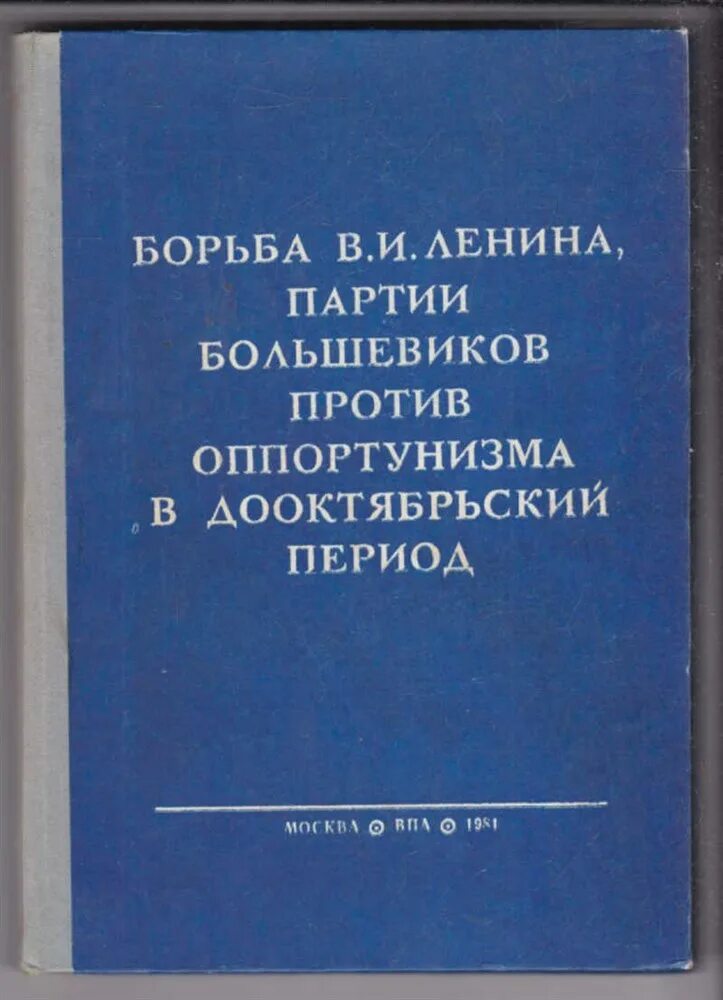 БОРЬБА В.И. ЛЕНИНА,
ПАРТИИ
БОЛЬШЕВИКОВ
ПРОТИВ
ОППОРТУНИЗМА
В ДООКТЯБРЬСКИЙ
ПЕРИОД
МОСКВА ВПА 1981